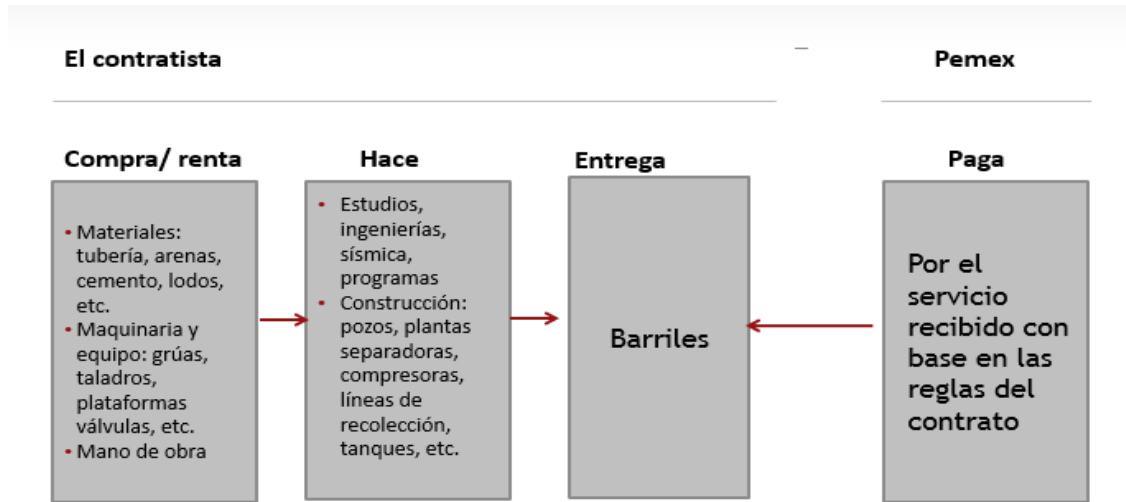 El contratista
Pemex
Compra/ renta
Hace
Entrega
Paga
• Materiales:
tubería, arenas,
cemento, lodos,
etc.
• Maquinaria y
equipo: grúas,
taladros,
plataformas
válvulas, etc.
• Mano de obra
• Estudios,
ingenierías,
sísmica,
programas
• Construcción:
pozos, plantas
separadoras,
compresoras,
líneas de
recolección,
tanques, etc.
Barriles
Por el
servicio
recibido con
base en las
reglas del
contrato